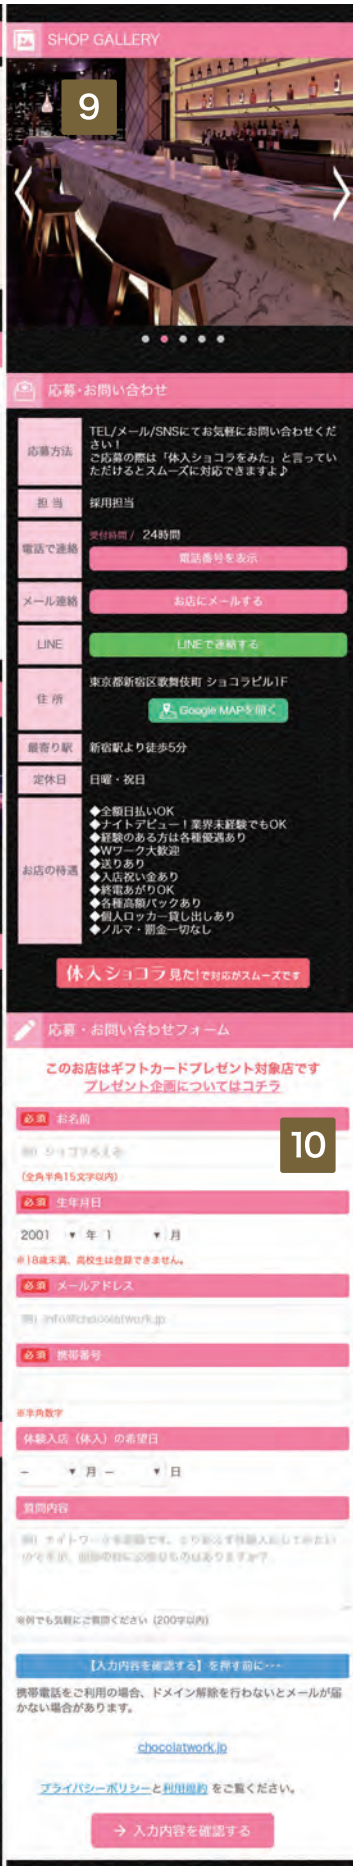 SHOP GALLERY
9
応募・お問い合わせ
応募方法
TEL/メール/SNSにてお気軽にお問い合わせくだ
さい！
ご応募の際は「体入ショコラをみた」と言ってい
ただけるとスムーズに対応できますよ♪
担 当
採用担当
電話で連絡
受付時間 / 24時間
電話番号を表示
メール連絡
お店にメールする
LINE
LINEで連絡する
住 所
東京都新宿区歌舞伎町 ショコラビル1F
Google MAPを開く
最寄り駅
新宿駅より徒歩5分
定休日
日曜・祝日
お店の待遇
◆全額日払いOK
◆ナイトデビュー！業界未経験でもOK
◆経験のある方は各種優遇あり
◆Wワーク大歓迎
◆送りあり
◆入店祝い金あり
◆終電あがりOK
◆各種高額バックあり
◆個人ロッカー貸し出しあり
◆ノルマ・罰金一切なし
体入ショコラ 見た!で対応がスムーズです
応募・お問い合わせフォーム
このお店はギフトカードプレゼント対象店です
プレゼント企画についてはコチラ
必須 お名前
10
(全角半角15文字以内)
必須 生年月日
2001 ▼ 年 1 ▼ 月
※18歳未満、高校生は登録できません。
必須 メールアドレス
例) info@chocolatwork.jp
必須 携帯番号
※半角数字
体験入店（体入）の希望日
– ▼ 月 – ▼ 日
質問内容
※何でも気軽にご質問ください（200字以内）
【入力内容を確認する】を押す前に・・・
携帯電話をご利用の場合、ドメイン解除を行わないとメールが届
かない場合があります。
chocolatwork.jp
プライバシーポリシーと利用規約 をご覧ください。
→ 入力内容を確認する